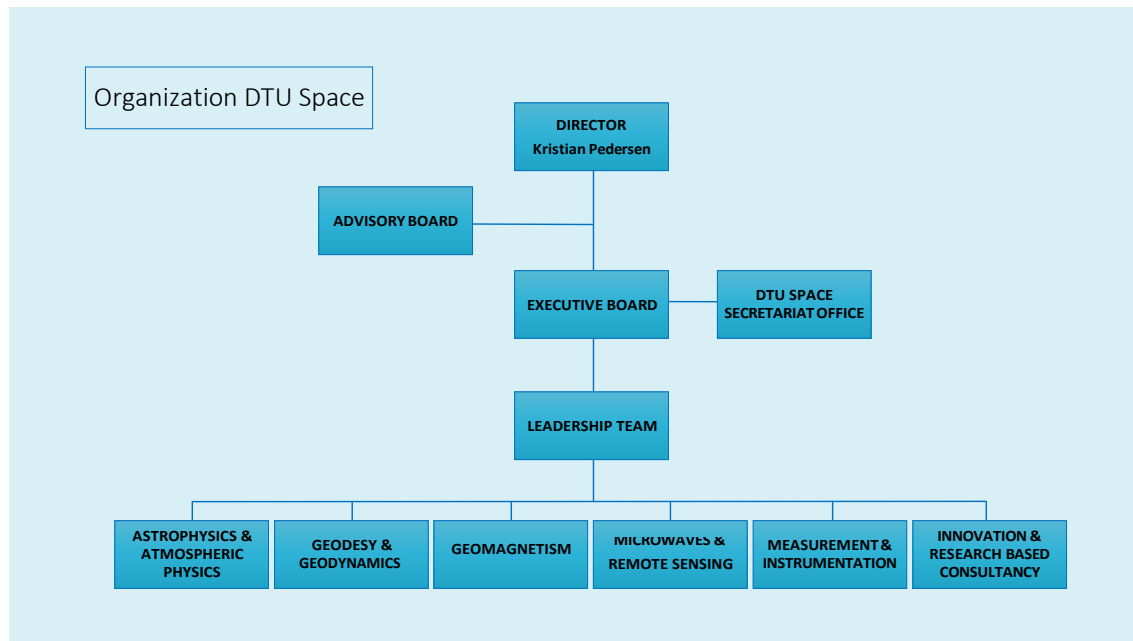 Organization DTU Space
DIRECTOR
Kristian Pedersen
ADVISORY BOARD
EXECUTIVE BOARD
DTU SPACE
SECRETARIAT OFFICE
LEADERSHIP TEAM
ASTROPHYSICS &
ATMOSPHERIC
PHYSICS
GEODESY &
GEODYNAMICS
GEOMAGNETISM
MICROWAVES &
REMOTE SENSING
MEASUREMENT &
INSTRUMENTATION
INNOVATION &
RESEARCH BASED
CONSULTANCY